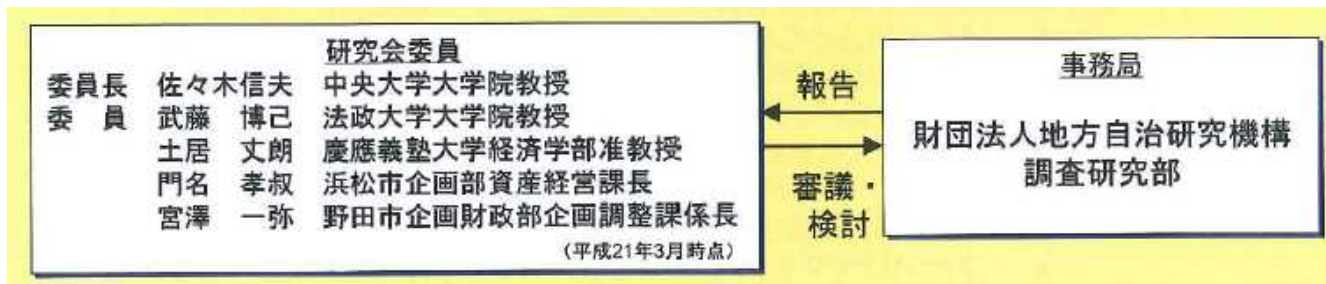 研究会委員
委員長 佐々木信夫 中央大学大学院教授
委 員 武藤 博己 法政大学大学院教授
土居 丈朗 慶應義塾大学経済学部准教授
門名 孝叔 浜松市企画部資産経営課長
宮澤 一弥 野田市企画財政部企画調整課係長
（平成21年3月時点）
報告
審議・
検討
事務局
財団法人地方自治研究機構
調査研究部